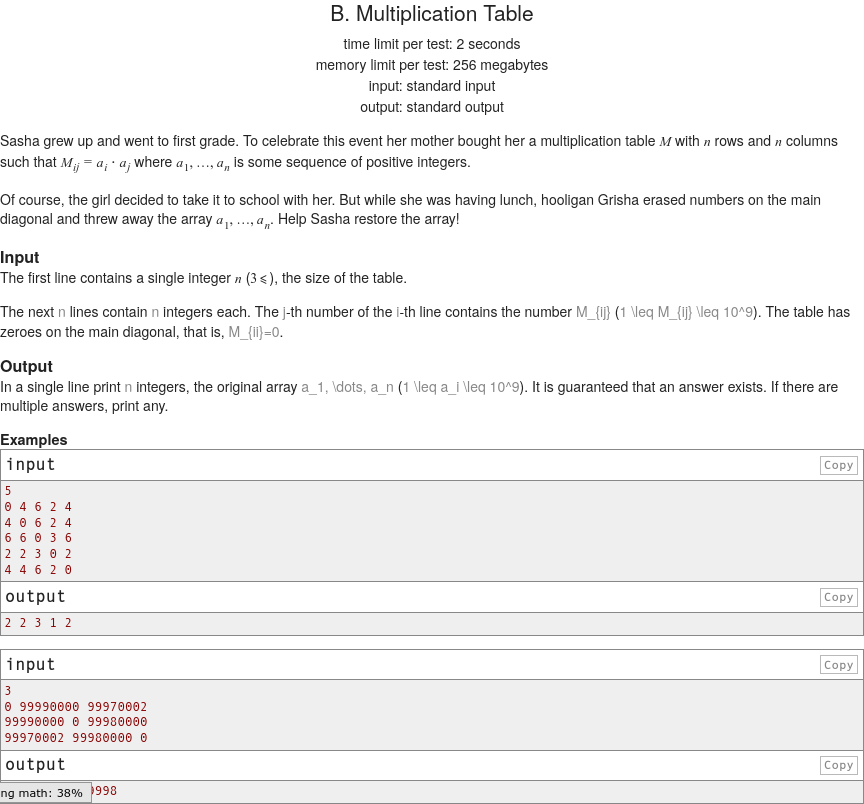 B. Multiplication Table
time limit per test: 2 seconds
memory limit per test: 256 megabytes
input: standard input
output: standard output
Sasha grew up and went to first grade. To celebrate this event her mother bought her a multiplication table M with n rows and n columns
such that M_{ij} = a_i · a_j where a_1, …, a_n is some sequence of positive integers.
Of course, the girl decided to take it to school with her. But while she was having lunch, hooligan Grisha erased numbers on the main
diagonal and threw away the array a_1, …, a_n. Help Sasha restore the array!
Input
The first line contains a single integer n (3 ⩽), the size of the table.
The next n lines contain n integers each. The j-th number of the i-th line contains the number M_{ij} (1 \leq M_{ij} \leq 10^9). The table has
zeroes on the main diagonal, that is, M_{ii}=0.
Output
In a single line print n integers, the original array a_1, \dots, a_n (1 \leq a_i \leq 10^9). It is guaranteed that an answer exists. If there are
multiple answers, print any.
Examples
input Copy
5
0 4 6 2 4
4 0 6 2 4
6 6 0 3 6
2 2 3 0 2
4 4 6 2 0
output Copy
2 2 3 1 2
input Copy
3
0 99990000 99970002
99990000 0 99980000
99970002 99980000 0
output Copy
ng math: 38% 9998